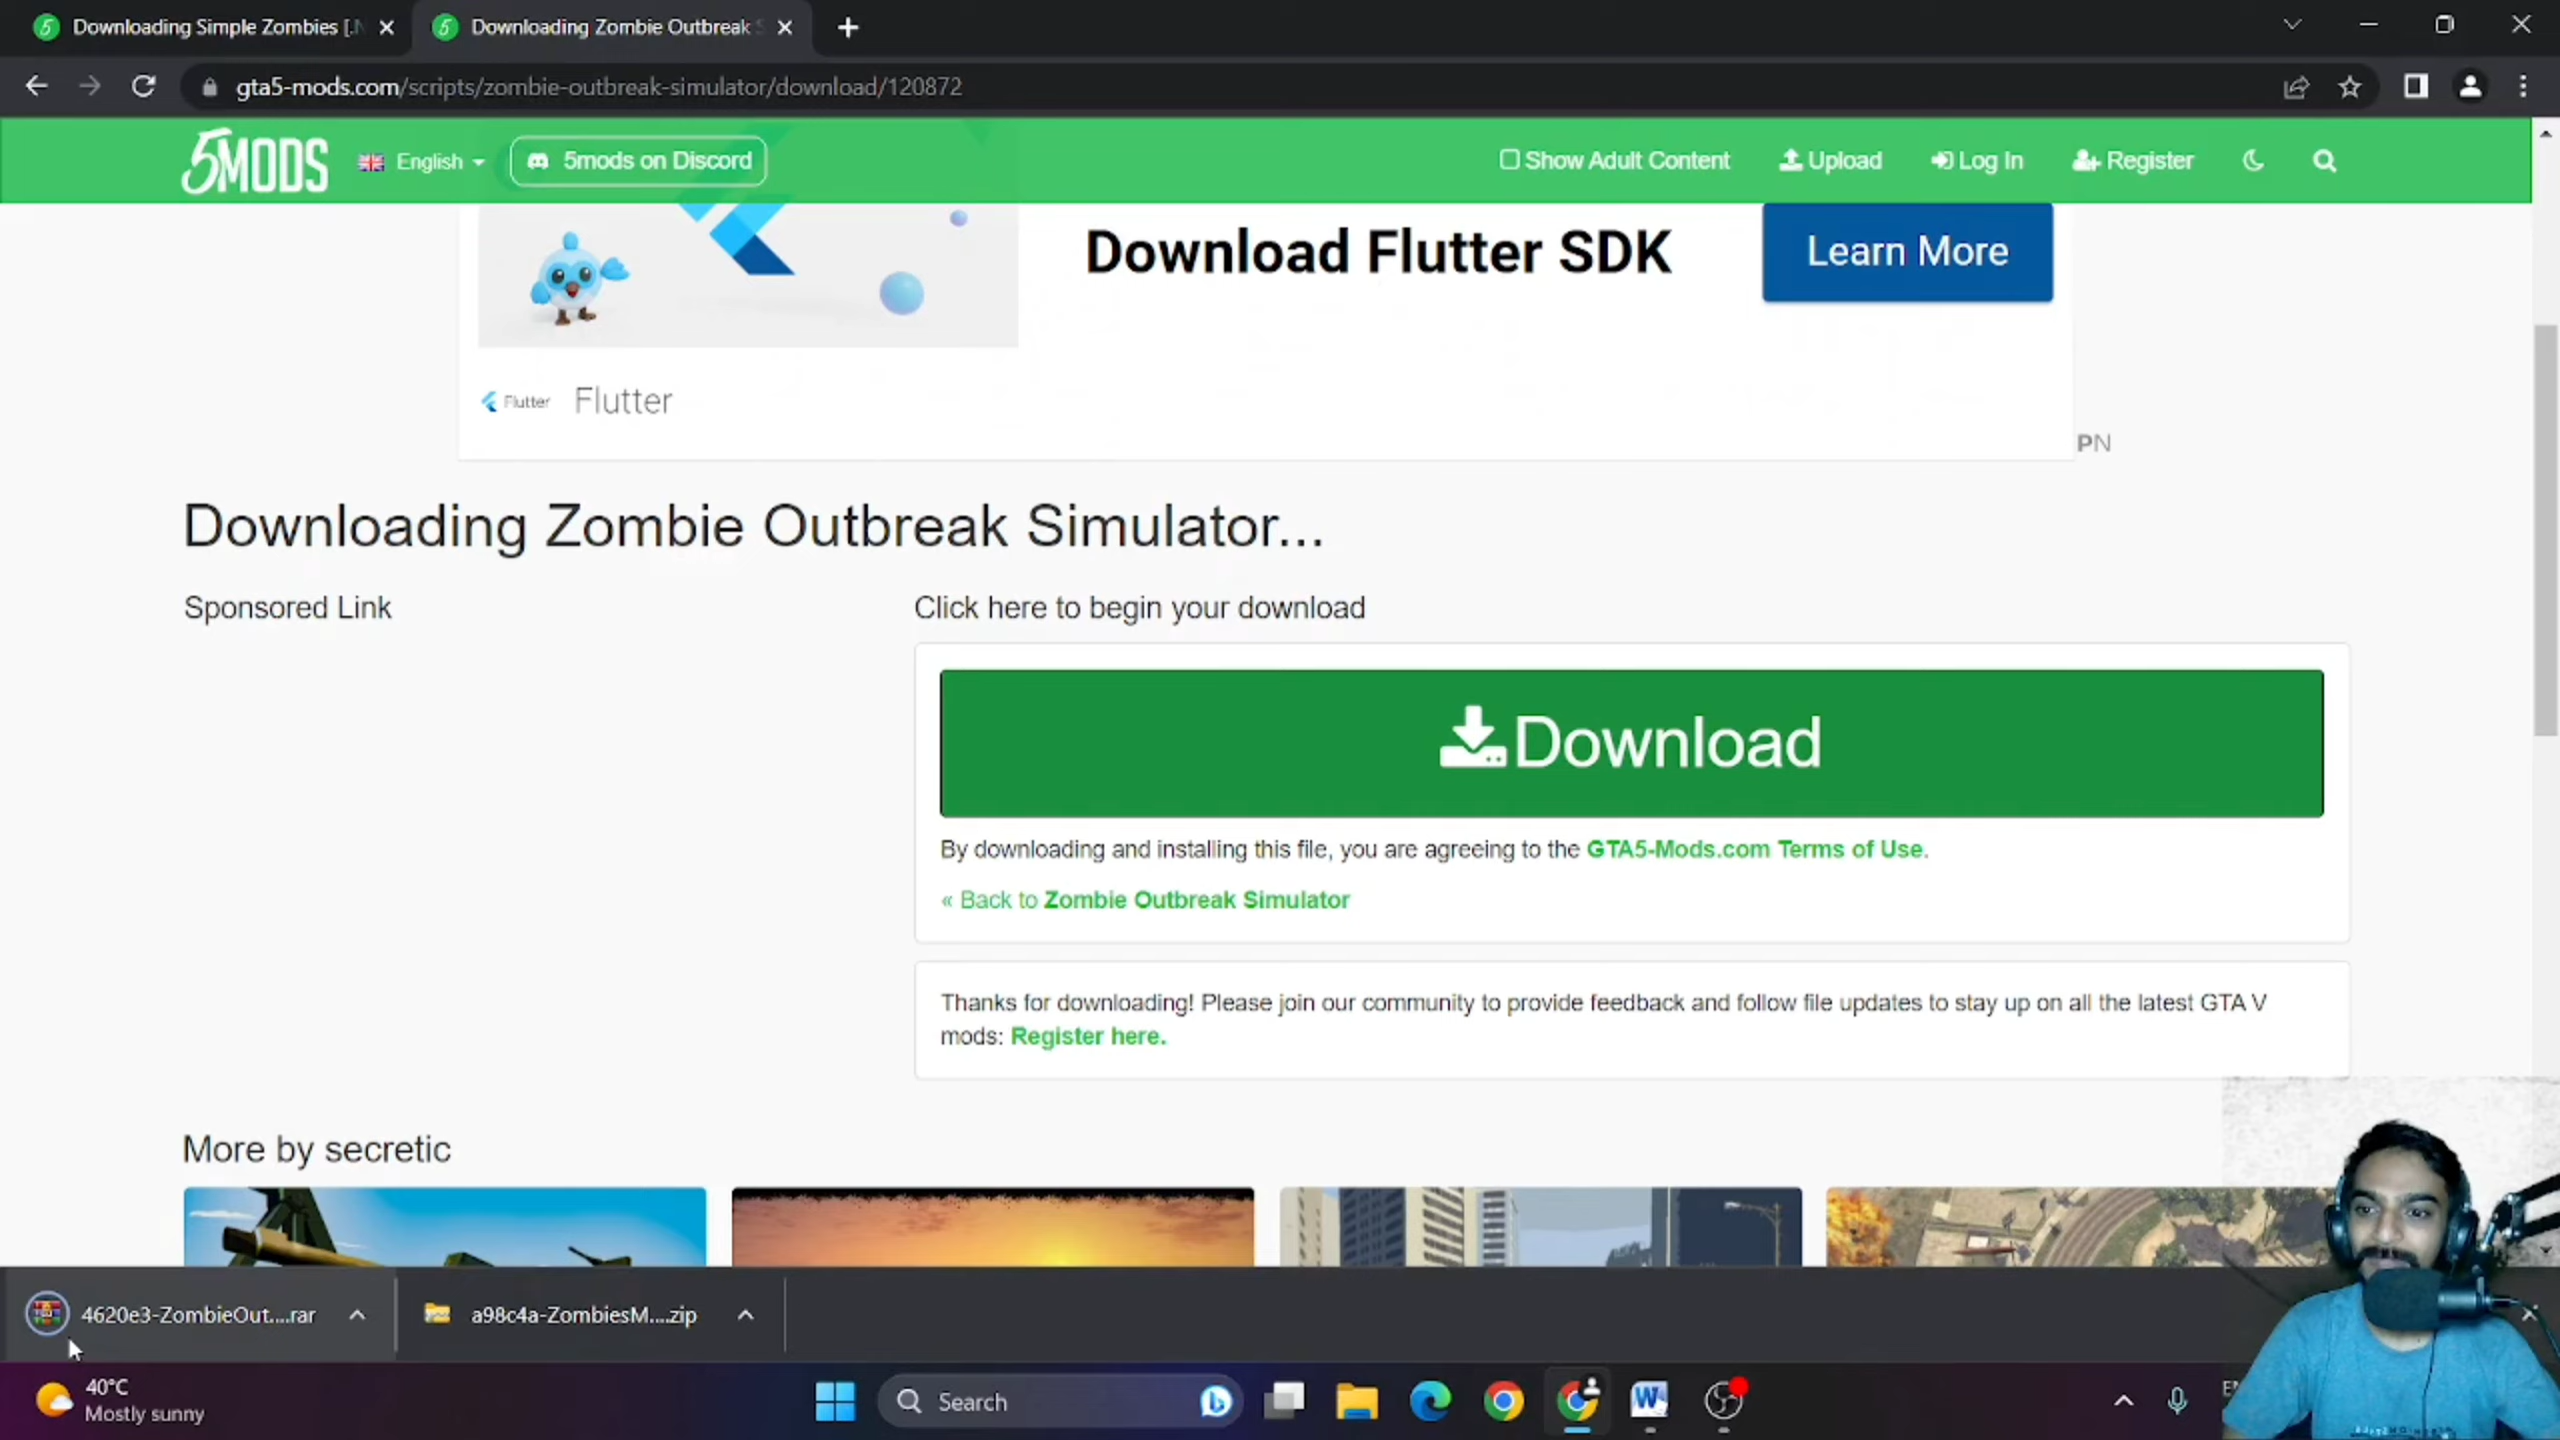 Downloading Simple Zombies [.N
Downloading Zombie Outbreak S
gta5-mods.com/scripts/zombie-outbreak-simulator/download/120872
5MODS
English
5mods on Discord
Show Adult Content
Upload
Log In
Register
Download Flutter SDK
Learn More
Flutter
Flutter
PN
Downloading Zombie Outbreak Simulator...
Sponsored Link
Click here to begin your download
Download
By downloading and installing this file, you are agreeing to the GTA5-Mods.com Terms of Use.
« Back to Zombie Outbreak Simulator
Thanks for downloading! Please join our community to provide feedback and follow file updates to stay up on all the latest GTA V
mods: Register here.
More by secretic
4620e3-ZombieOut....rar
a98c4a-ZombiesM....zip
40°C
Mostly sunny
Search